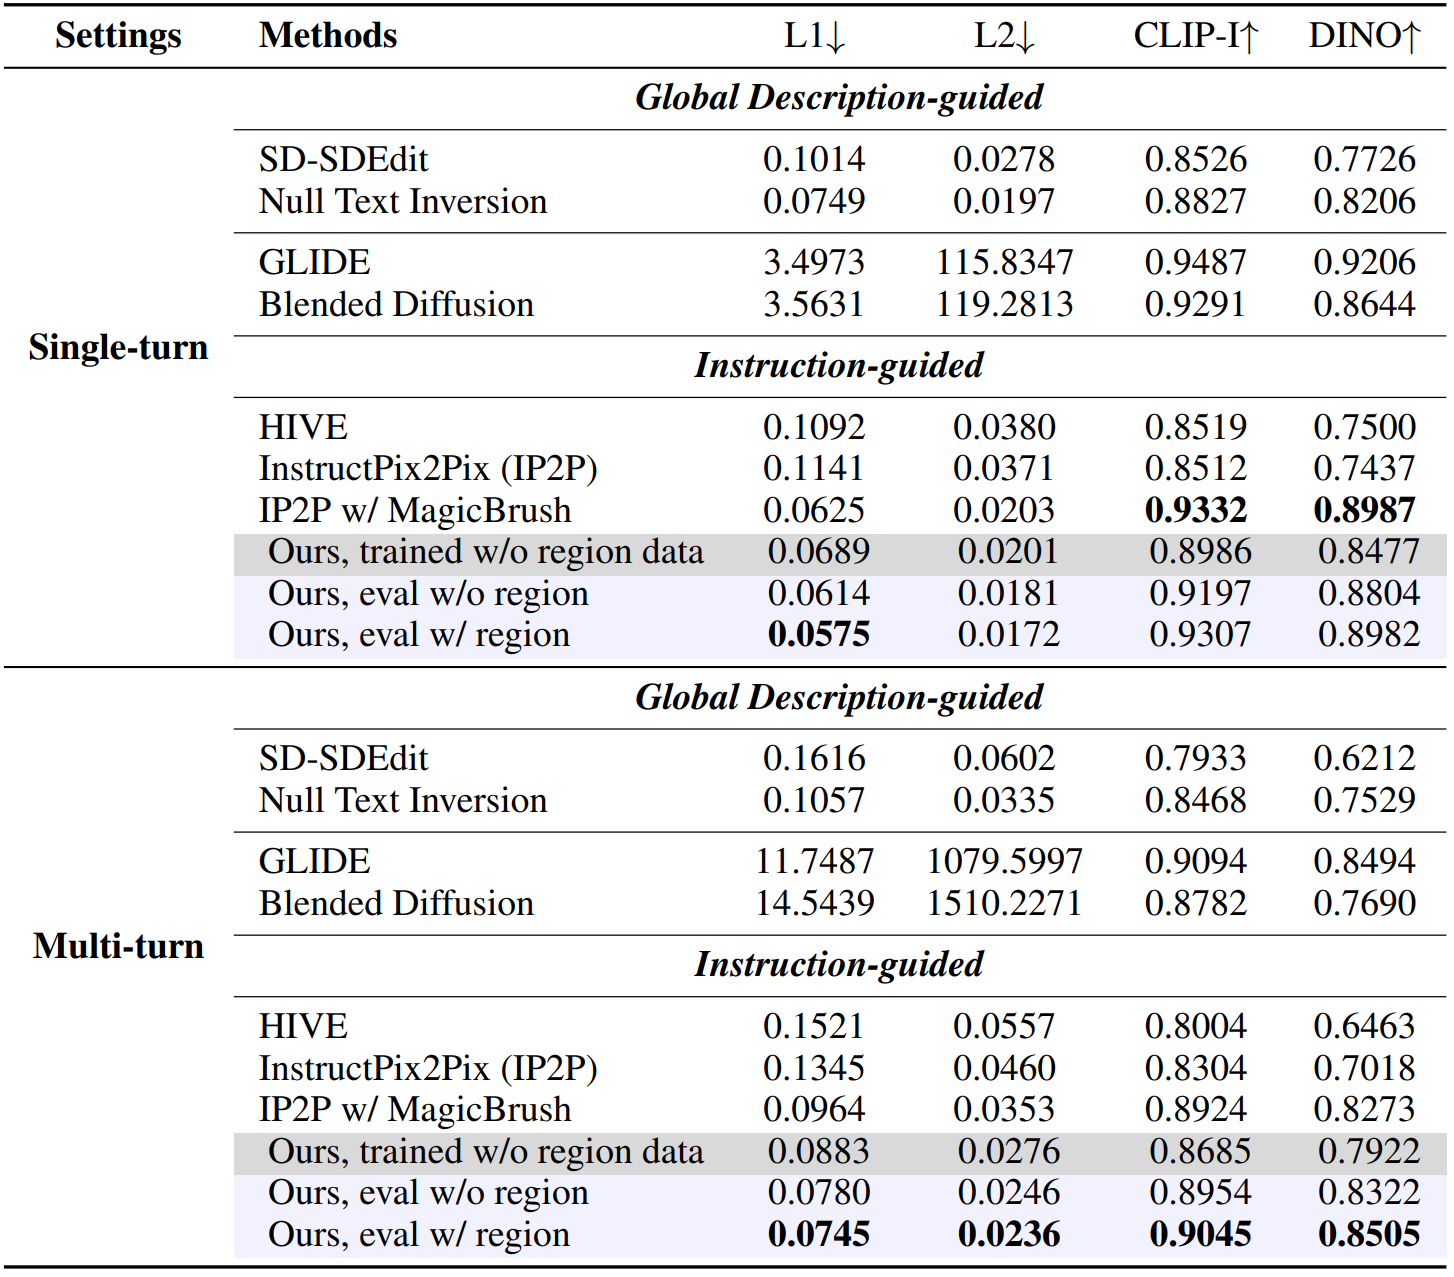 Settings Methods L1↓ L2↓ CLIP-I↑ DINO↑
Global Description-guided
SD-SDEdit 0.1014 0.0278 0.8526 0.7726
Null Text Inversion 0.0749 0.0197 0.8827 0.8206
GLIDE 3.4973 115.8347 0.9487 0.9206
Blended Diffusion 3.5631 119.2813 0.9291 0.8644
Single-turn
Instruction-guided
HIVE 0.1092 0.0380 0.8519 0.7500
InstructPix2Pix (IP2P) 0.1141 0.0371 0.8512 0.7437
IP2P w/ MagicBrush 0.0625 0.0203 0.9332 0.8987
Ours, trained w/o region data 0.0689 0.0201 0.8986 0.8477
Ours, eval w/o region 0.0614 0.0181 0.9197 0.8804
Ours, eval w/ region 0.0575 0.0172 0.9307 0.8982
Global Description-guided
SD-SDEdit 0.1616 0.0602 0.7933 0.6212
Null Text Inversion 0.1057 0.0335 0.8468 0.7529
GLIDE 11.7487 1079.5997 0.9094 0.8494
Blended Diffusion 14.5439 1510.2271 0.8782 0.7690
Multi-turn
Instruction-guided
HIVE 0.1521 0.0557 0.8004 0.6463
InstructPix2Pix (IP2P) 0.1345 0.0460 0.8304 0.7018
IP2P w/ MagicBrush 0.0964 0.0353 0.8924 0.8273
Ours, trained w/o region data 0.0883 0.0276 0.8685 0.7922
Ours, eval w/o region 0.0780 0.0246 0.8954 0.8322
Ours, eval w/ region 0.0745 0.0236 0.9045 0.8505